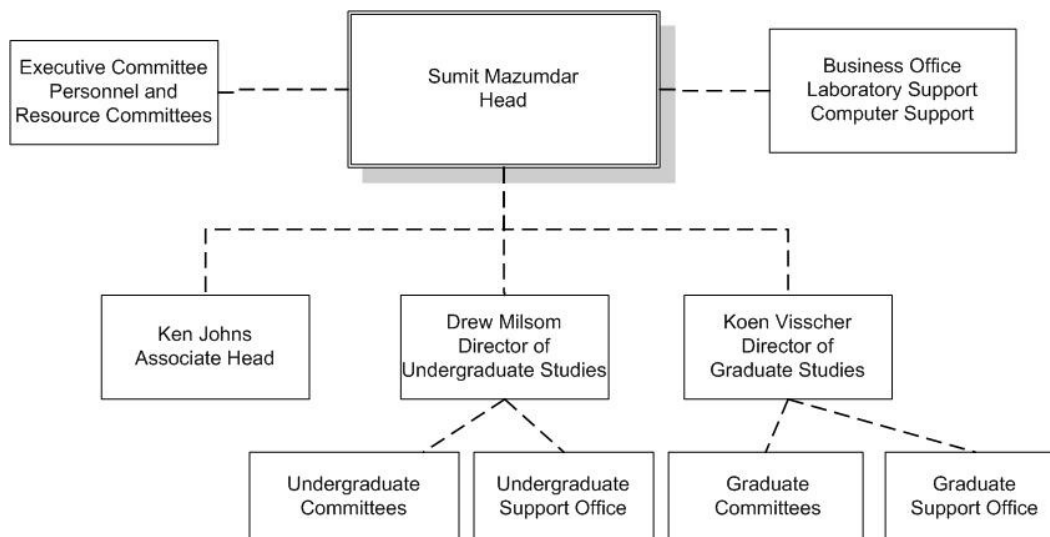 Executive Committee
Personnel and
Resource Committees
Sumit Mazumdar
Head
Business Office
Laboratory Support
Computer Support
Ken Johns
Associate Head
Drew Milsom
Director of
Undergraduate Studies
Koen Visscher
Director of
Graduate Studies
Undergraduate
Committees
Undergraduate
Support Office
Graduate
Committees
Graduate
Support Office